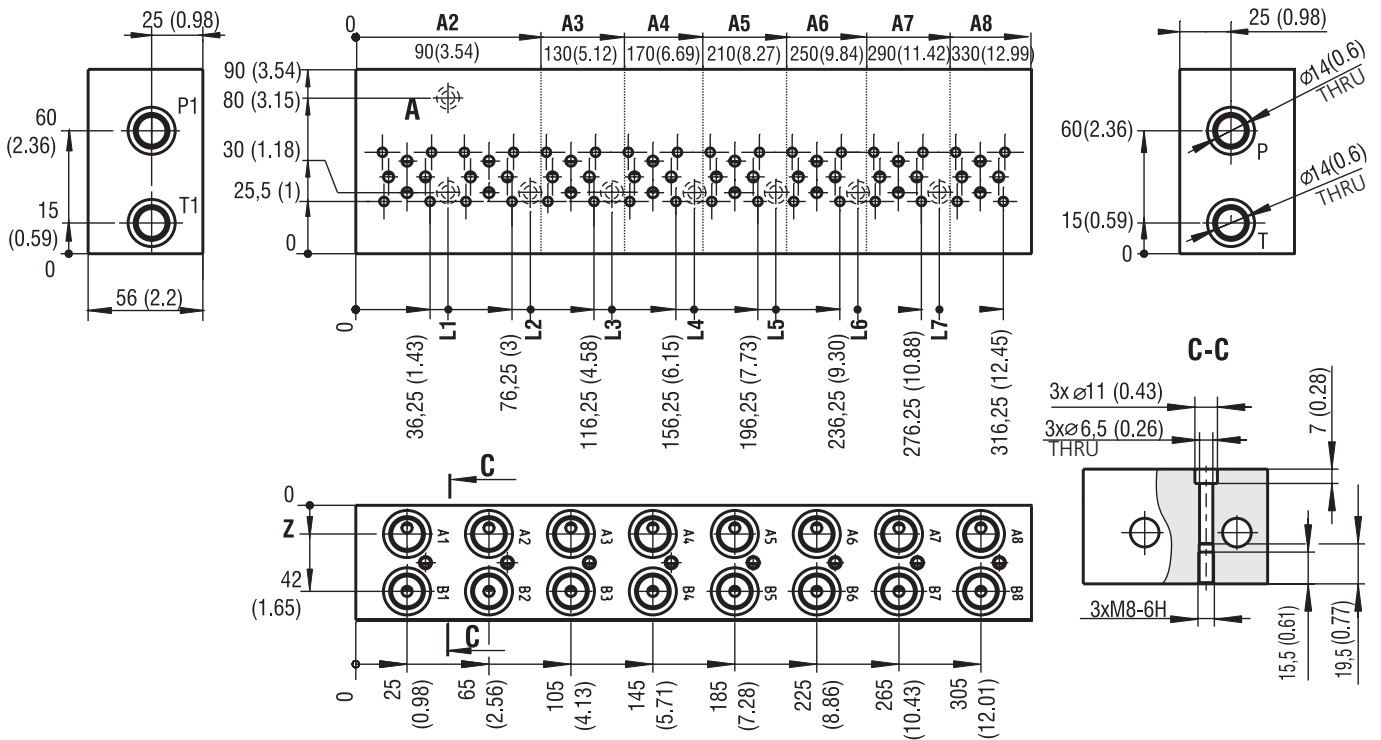 25 (0.98)
P1
60
(2.36)
T1
15
(0.59)
0
56 (2.2)
0
A2 A3 A4 A5 A6 A7 A8
90(3.54) 130(5.12) 170(6.69) 210(8.27) 250(9.84) 290(11.42) 330(12.99)
90 (3.54)
80 (3.15)
A
30 (1.18)
25,5 (1)
0
0
L1 L2 L3 L4 L5 L6 L7
36,25 (1.43)
76,25 (3)
116,25 (4.58)
156,25 (6.15)
196,25 (7.73)
236,25 (9.30)
276.25 (10.88)
316,25 (12.45)
25 (0.98)
⌀14(0.6)
THRU
60(2.36)
P
⌀14(0.6)
THRU
15(0.59)
T
0
C-C
3x ⌀11 (0.43)
7 (0.28)
3x⌀6,5 (0.26)
THRU
3xM8-6H
15,5 (0.61)
19,5 (0.77)
C
0
Z
A1 A2 A3 A4 A5 A6 A7 A8
42
(1.65)
B1 B2 B3 B4 B5 B6 B7 B8
C
0
25
(0.98)
65
(2.56)
105
(4.13)
145
(5.71)
185
(7.28)
225
(8.86)
265
(10.43)
305
(12.01)